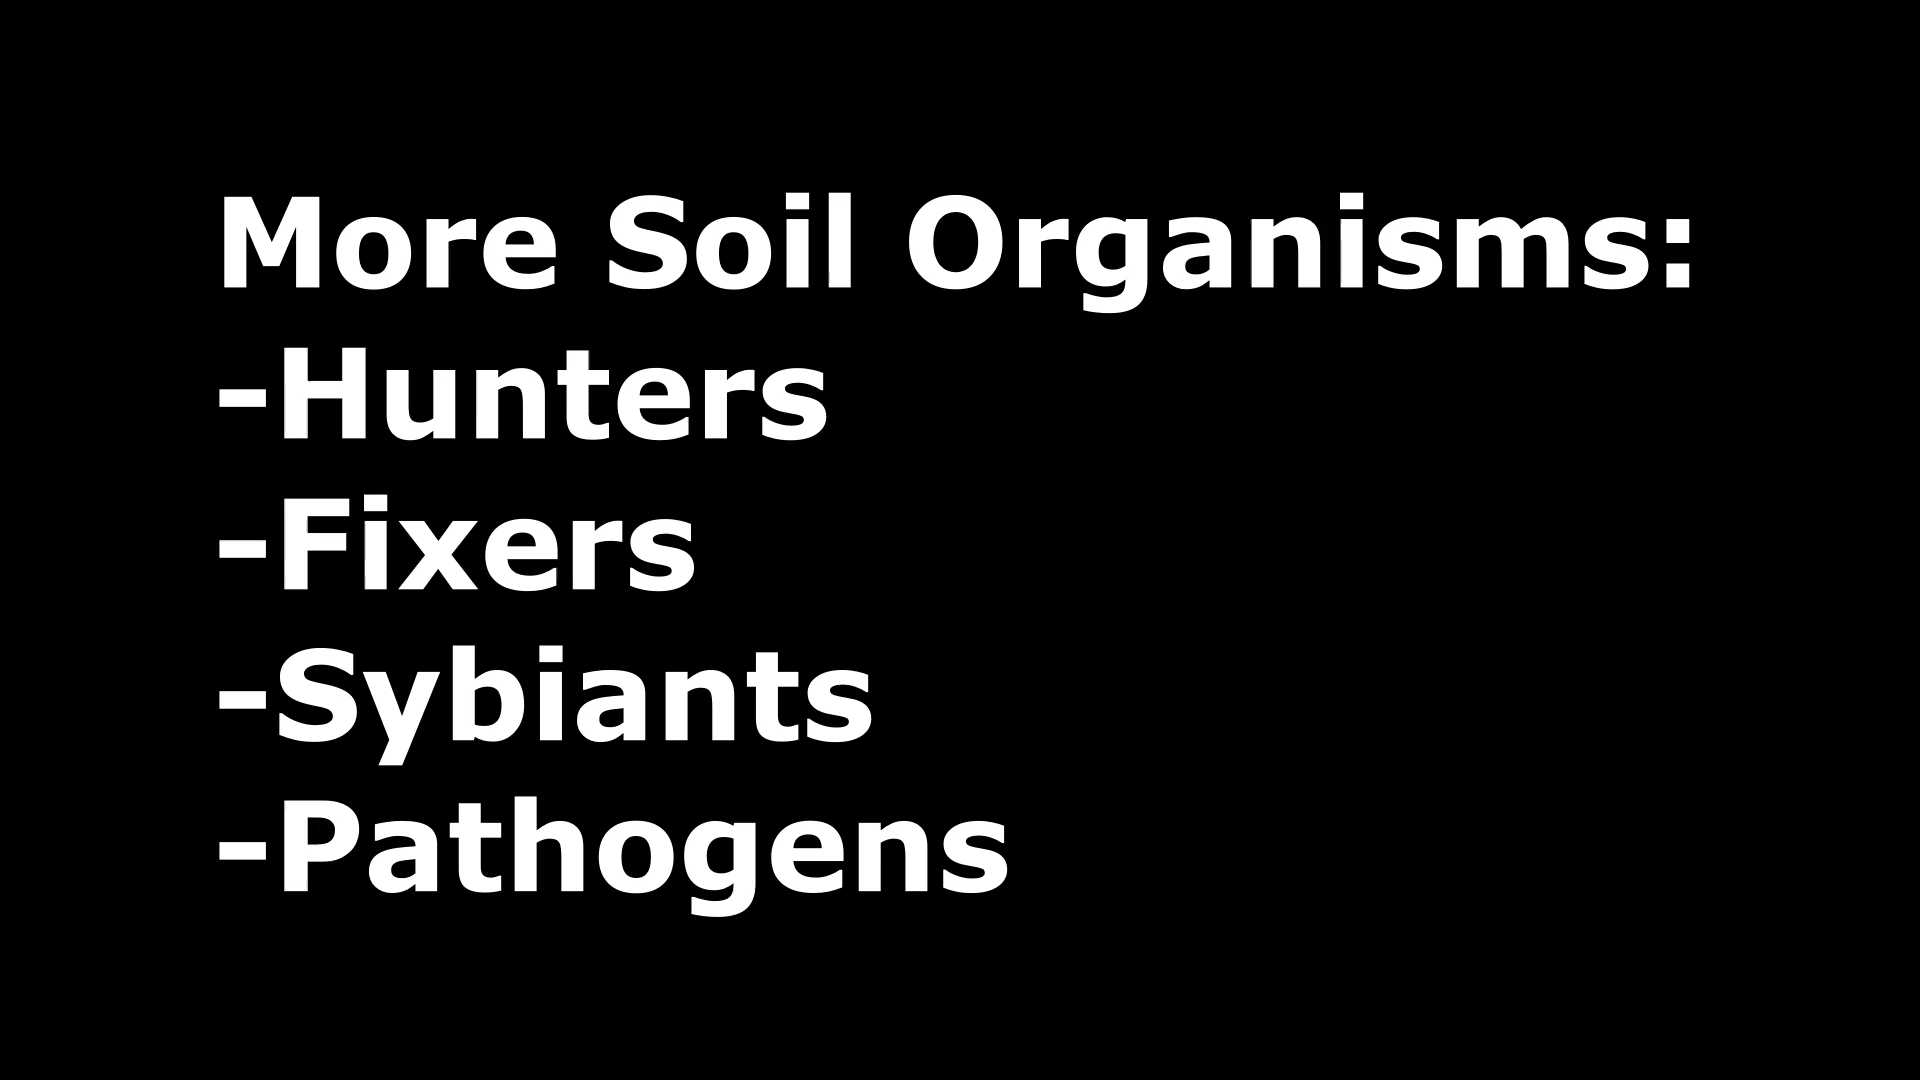 More Soil Organisms:
-Hunters
-Fixers
-Sybiants
-Pathogens